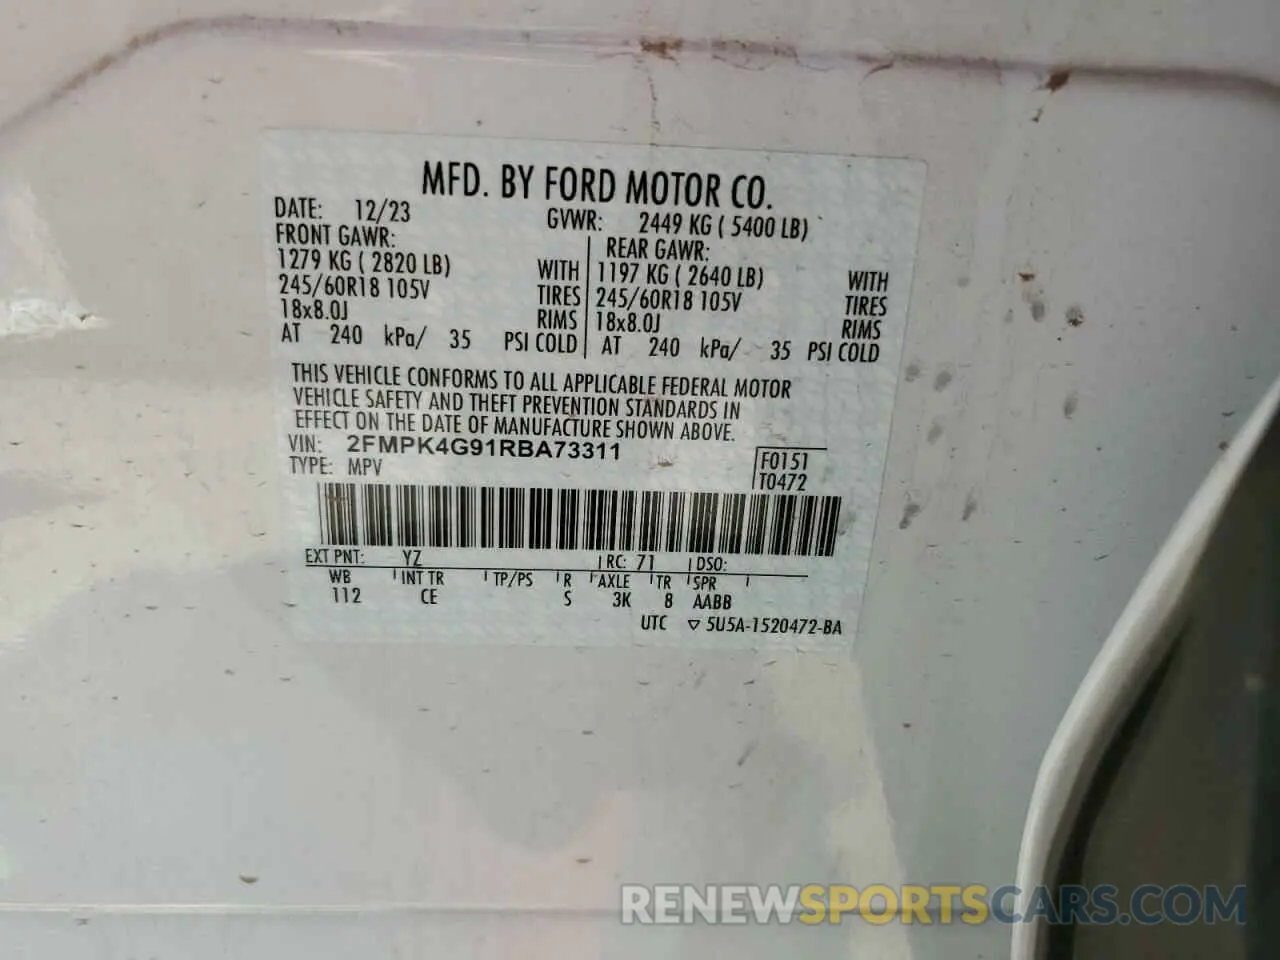 MFD. BY FORD MOTOR CO.
DATE: 12/23 GVWR: 2449 KG ( 5400 LB)
FRONT GAWR: REAR GAWR:
1279 KG ( 2820 LB) WITH 1197 KG ( 2640 LB) WITH
245/60R18 105V TIRES 245/60R18 105V TIRES
18x8.0J RIMS 18x8.0J RIMS
AT 240 kPa/ 35 PSI COLD AT 240 kPa/ 35 PSI COLD
THIS VEHICLE CONFORMS TO ALL APPLICABLE FEDERAL MOTOR
VEHICLE SAFETY AND THEFT PREVENTION STANDARDS IN
EFFECT ON THE DATE OF MANUFACTURE SHOWN ABOVE.
VIN: 2FMPK4G91RBA73311 F0151
TYPE: MPV T0472
EXT PNT: YZ RC: 71 DSO:
WB INT TR TP/PS R AXLE TR SPR
112 CE S 3K 8 AABB
UTC ▽ 5U5A-1520472-BA
RENEWSPORTSCARS.COM